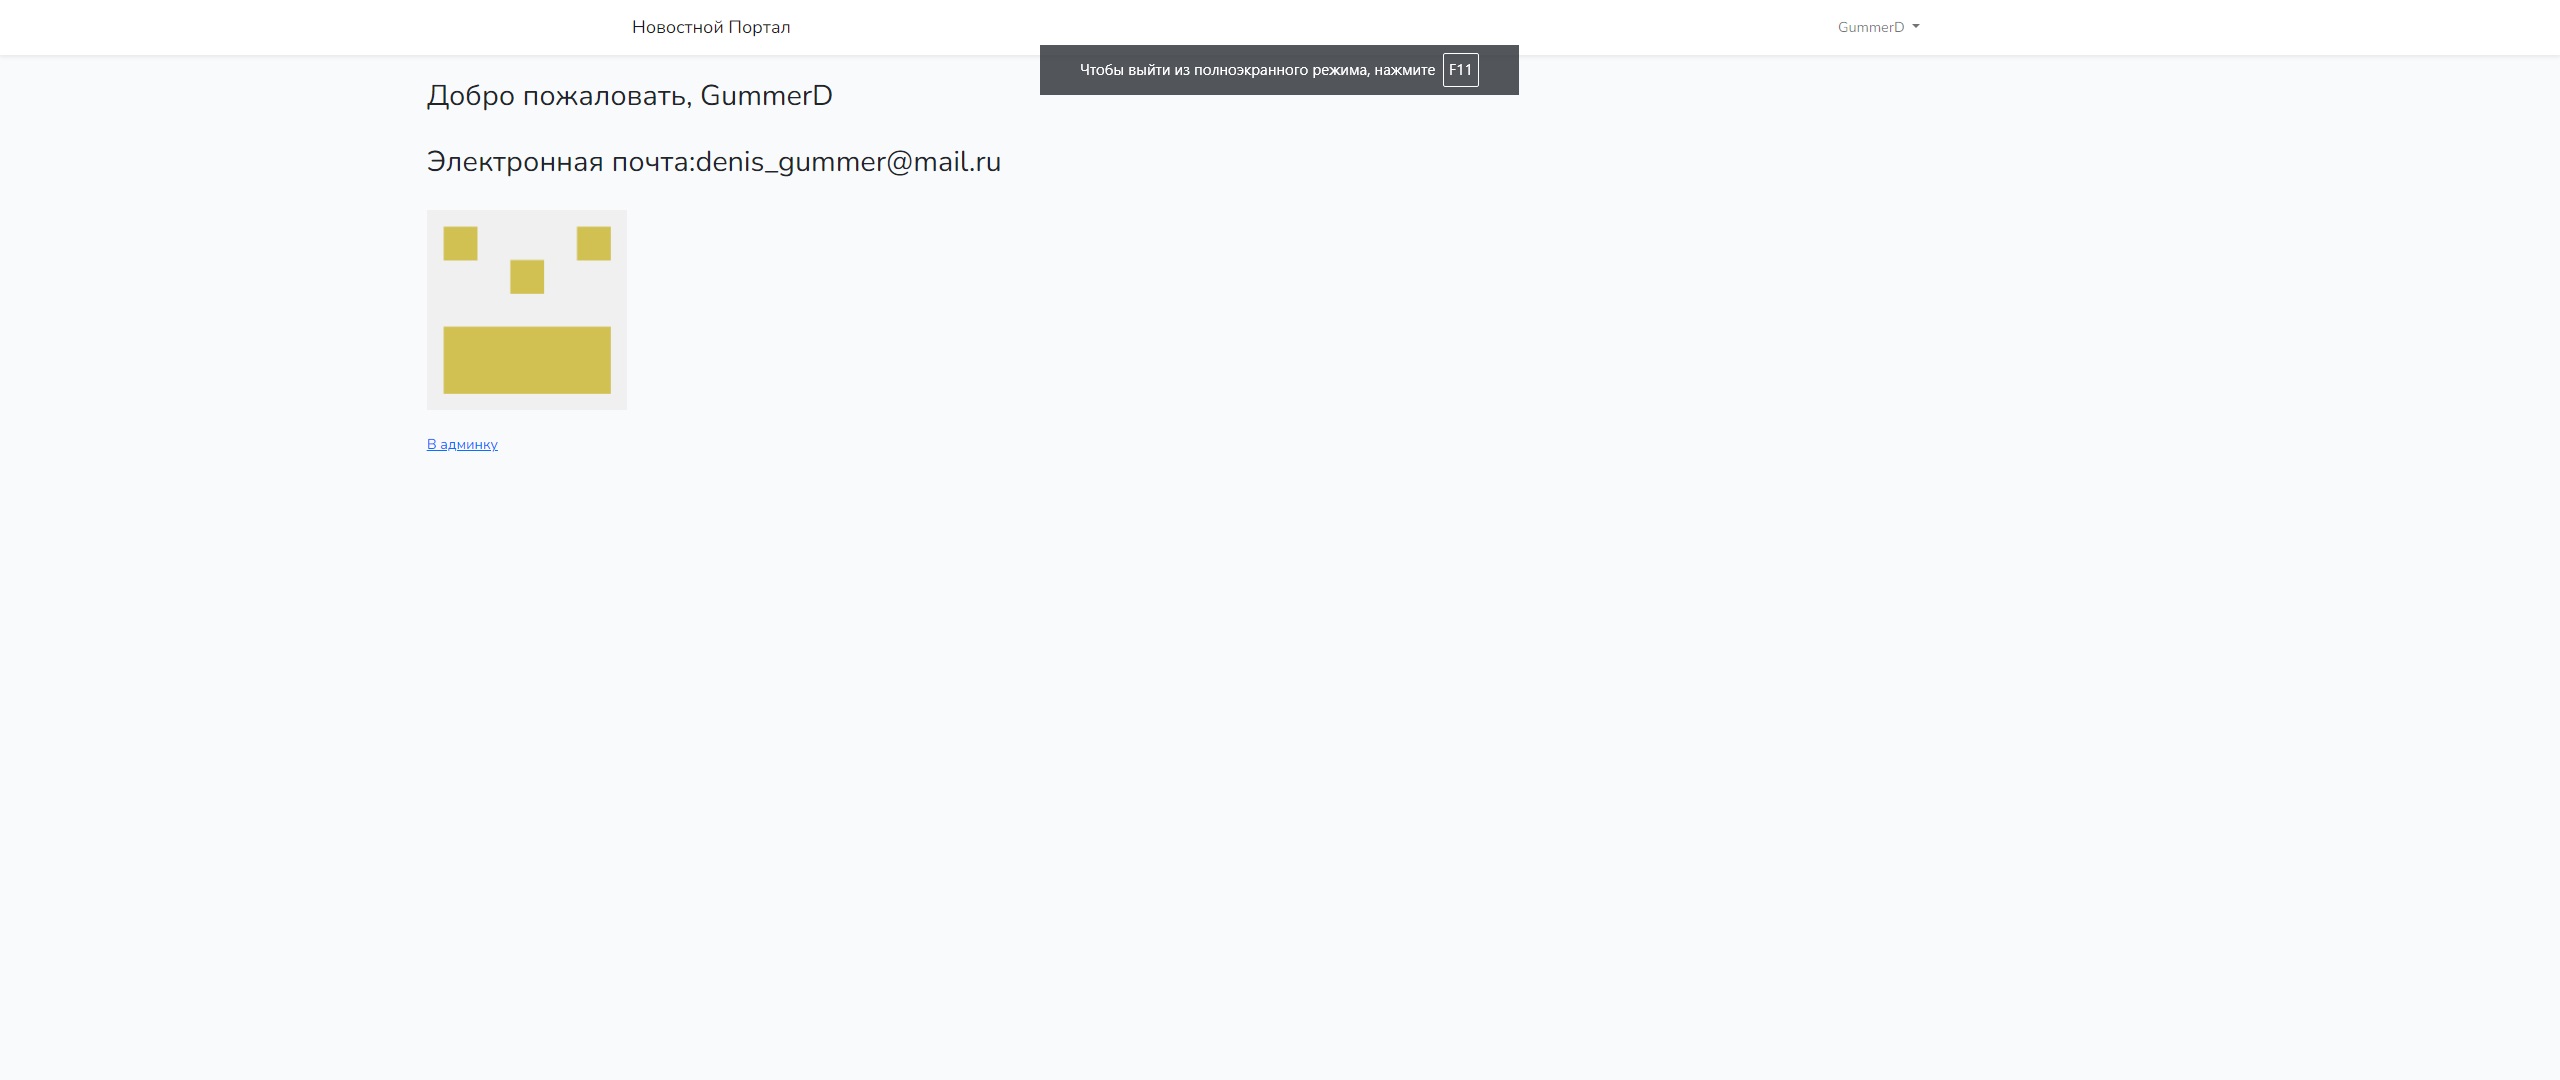 Новостной Портал
GummerD
Чтобы выйти из полноэкранного режима, нажмите F11
Добро пожаловать, GummerD
Электронная почта:denis_gummer@mail.ru
В админку